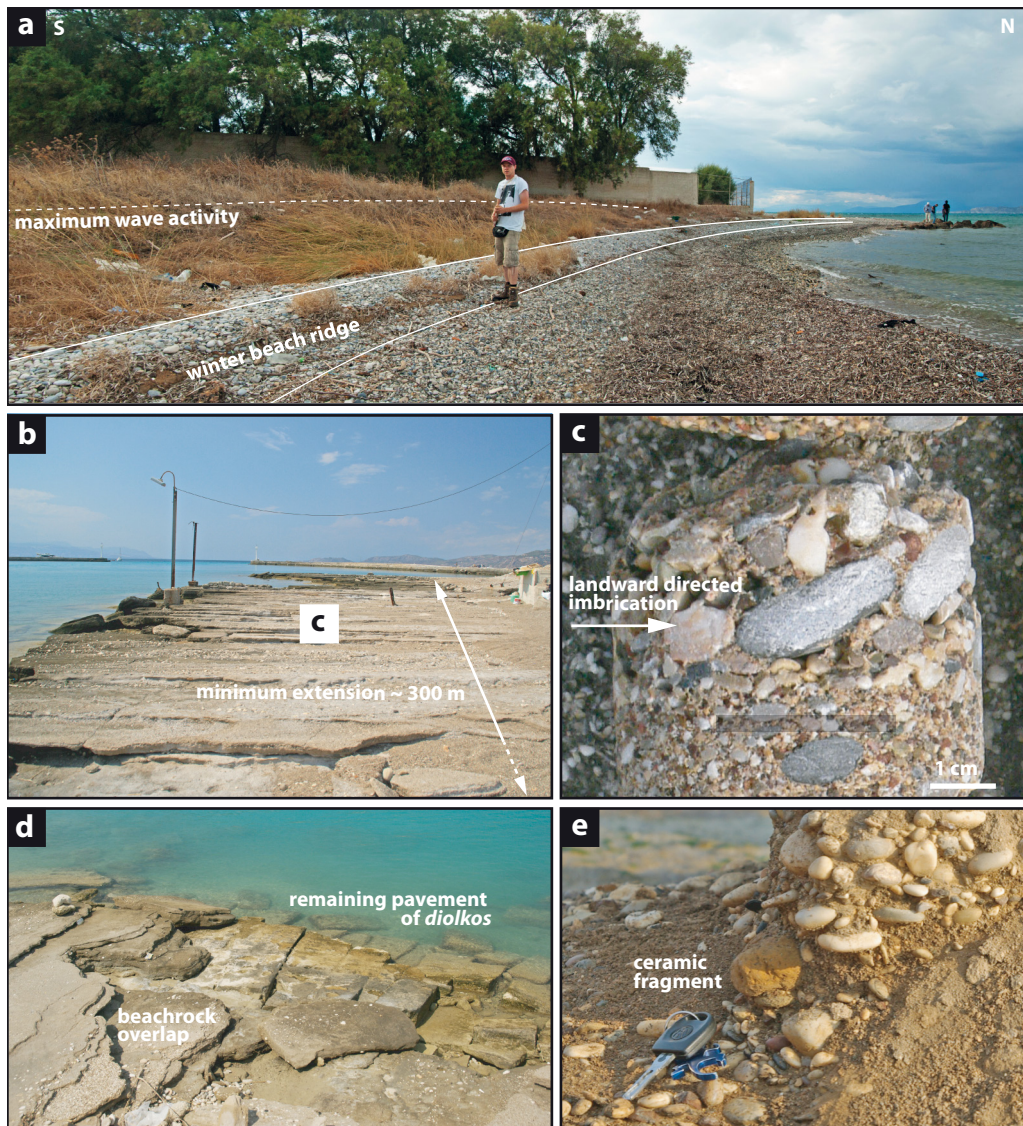 a
S
N
maximum wave activity
winter beach ridge
b
c
minimum extension ~ 300 m
c
landward directed
imbrication
1 cm
d
remaining pavement
of diolkos
beachrock
overlap
e
ceramic
fragment